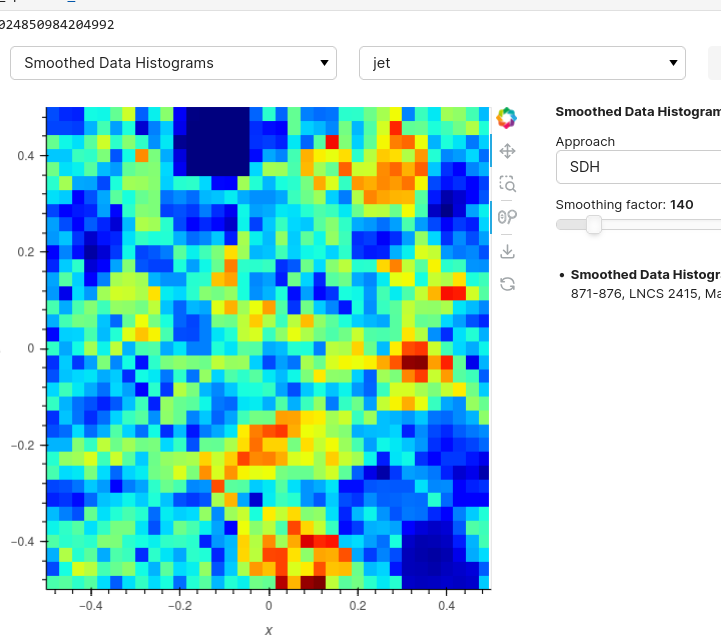 024850984204992
Smoothed Data Histograms
jet
Smoothed Data Histogram
Approach
SDH
Smoothing factor: 140
• Smoothed Data Histogr
871-876, LNCS 2415, Ma
0.4
0.2
0
−0.2
−0.4
−0.4 −0.2 0 0.2 0.4
x